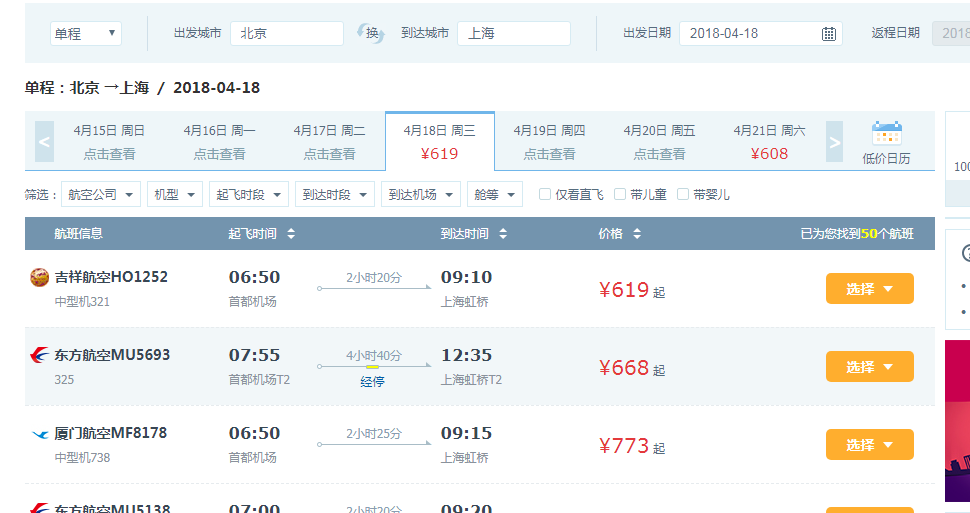 单程 出发城市 北京 换 到达城市 上海 出发日期 2018-04-18 返程日期 2018
单程：北京 → 上海 / 2018-04-18
< 4月15日 周日 4月16日 周一 4月17日 周二 4月18日 周三 4月19日 周四 4月20日 周五 4月21日 周六 >
点击查看 点击查看 点击查看 ¥619 点击查看 点击查看 ¥608 低价日历
100
筛选： 航空公司 机型 起飞时段 到达时段 到达机场 舱等 仅看直飞 带儿童 带婴儿
航班信息 起飞时间 到达时间 价格 已为您找到50个航班
吉祥航空HO1252 06:50 2小时20分 09:10 ¥619 起 选择
中型机321 首都机场 上海虹桥
东方航空MU5693 07:55 4小时40分 12:35 ¥668 起 选择
325 首都机场T2 经停 上海虹桥T2
厦门航空MF8178 06:50 2小时25分 09:15 ¥773 起 选择
中型机738 首都机场 上海虹桥
东方航空MU5138 07:00 2小时20分 09:20